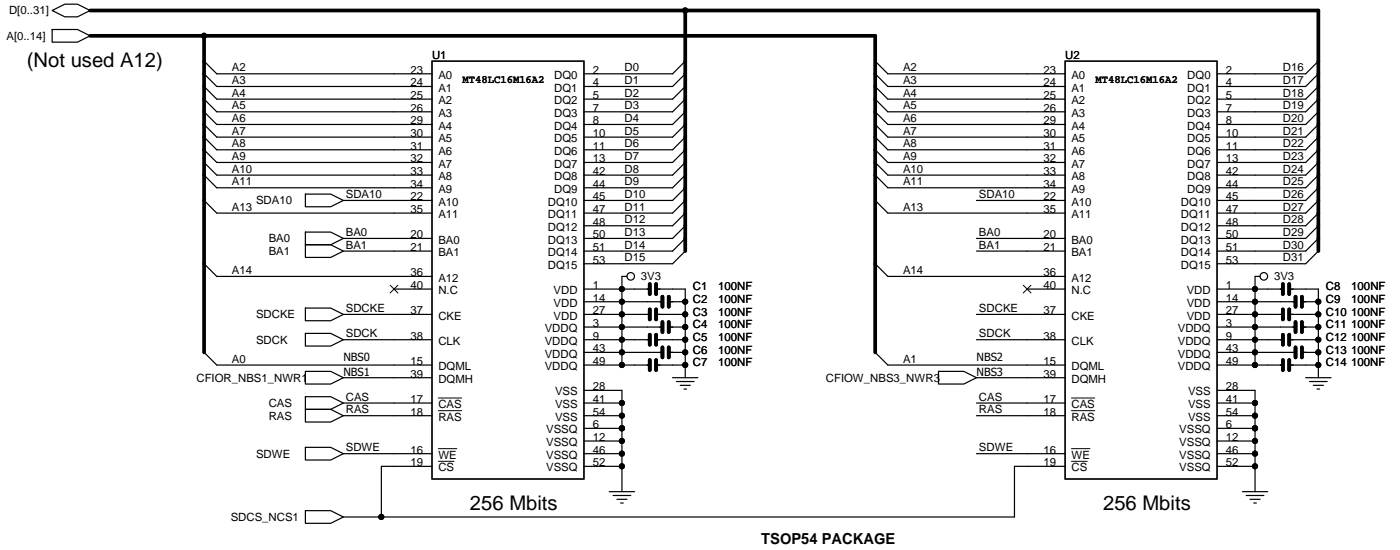 D[0..31]
A[0..14]
(Not used A12)
U1
MT48LC16M16A2
A2 23 A0
A3 24 A1
A4 25 A2
A5 26 A3
A6 29 A4
A7 30 A5
A8 31 A6
A9 32 A7
A10 33 A8
A11 34 A9
SDA10 SDA10 22 A10
A13 35 A11
BA0 BA0 20 BA0
BA1 BA1 21 BA1
A14 36 A12
40 N.C
SDCKE SDCKE 37 CKE
SDCK SDCK 38 CLK
A0 NBS0 15 DQML
CFIOR_NBS1_NWR1 NBS1 39 DQMH
CAS CAS 17 CAS
RAS RAS 18 RAS
SDWE SDWE 16 WE
19 CS
SDCS_NCS1
DQ0 2 D0
DQ1 4 D1
DQ2 5 D2
DQ3 7 D3
DQ4 8 D4
DQ5 10 D5
DQ6 11 D6
DQ7 13 D7
DQ8 42 D8
DQ9 44 D9
DQ10 45 D10
DQ11 47 D11
DQ12 48 D12
DQ13 50 D13
DQ14 51 D14
DQ15 53 D15
3V3
VDD 1 C1 100NF
VDD 14 C2 100NF
VDD 27 C3 100NF
VDDQ 3 C4 100NF
VDDQ 9 C5 100NF
VDDQ 43 C6 100NF
VDDQ 49 C7 100NF
VSS 28
VSS 41
VSS 54
VSSQ 6
VSSQ 12
VSSQ 46
VSSQ 52
256 Mbits
U2
MT48LC16M16A2
A2 23 A0
A3 24 A1
A4 25 A2
A5 26 A3
A6 29 A4
A7 30 A5
A8 31 A6
A9 32 A7
A10 33 A8
A11 34 A9
SDA10 22 A10
A13 35 A11
BA0 20 BA0
BA1 21 BA1
A14 36 A12
40 N.C
SDCKE 37 CKE
SDCK 38 CLK
A1 NBS2 15 DQML
CFIOW_NBS3_NWR3 NBS3 39 DQMH
CAS 17 CAS
RAS 18 RAS
SDWE 16 WE
19 CS
DQ0 2 D16
DQ1 4 D17
DQ2 5 D18
DQ3 7 D19
DQ4 8 D20
DQ5 10 D21
DQ6 11 D22
DQ7 13 D23
DQ8 42 D24
DQ9 44 D25
DQ10 45 D26
DQ11 47 D27
DQ12 48 D28
DQ13 50 D29
DQ14 51 D30
DQ15 53 D31
3V3
VDD 1 C8 100NF
VDD 14 C9 100NF
VDD 27 C10 100NF
VDDQ 3 C11 100NF
VDDQ 9 C12 100NF
VDDQ 43 C13 100NF
VDDQ 49 C14 100NF
VSS 28
VSS 41
VSS 54
VSSQ 6
VSSQ 12
VSSQ 46
VSSQ 52
256 Mbits
TSOP54 PACKAGE